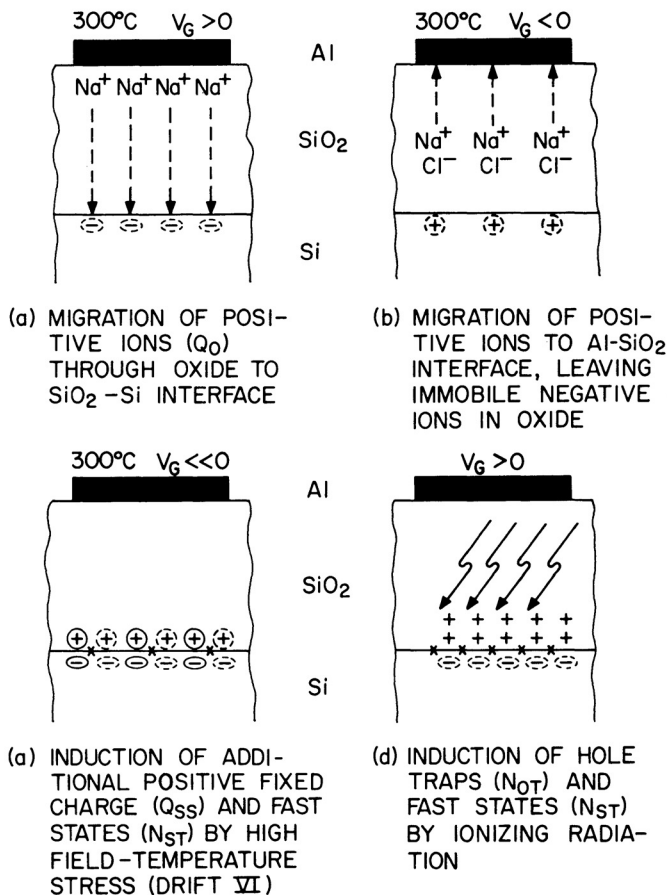 300°C V_G >0
Al
Na⁺ Na⁺ Na⁺ Na⁺
SiO₂
− − − −
Si
300°C V_G <0
Na⁺ Na⁺ Na⁺
Cl⁻ Cl⁻ Cl⁻
+ + +
(a) MIGRATION OF POSI-
TIVE IONS (Q₀)
THROUGH OXIDE TO
SiO₂-Si INTERFACE
(b) MIGRATION OF POSI-
TIVE IONS TO Al-SiO₂
INTERFACE, LEAVING
IMMOBILE NEGATIVE
IONS IN OXIDE
300°C V_G <<0
Al
SiO₂
+ + + + + +
x x x
− − − − − −
Si
V_G >0
+ + + + +
+ + + + +
x x x x x
− − − − −
(a) INDUCTION OF ADDI-
TIONAL POSITIVE FIXED
CHARGE (Q_SS) AND FAST
STATES (N_ST) BY HIGH
FIELD-TEMPERATURE
STRESS (DRIFT VI)
(d) INDUCTION OF HOLE
TRAPS (N_OT) AND
FAST STATES (N_ST)
BY IONIZING RADIA-
TION